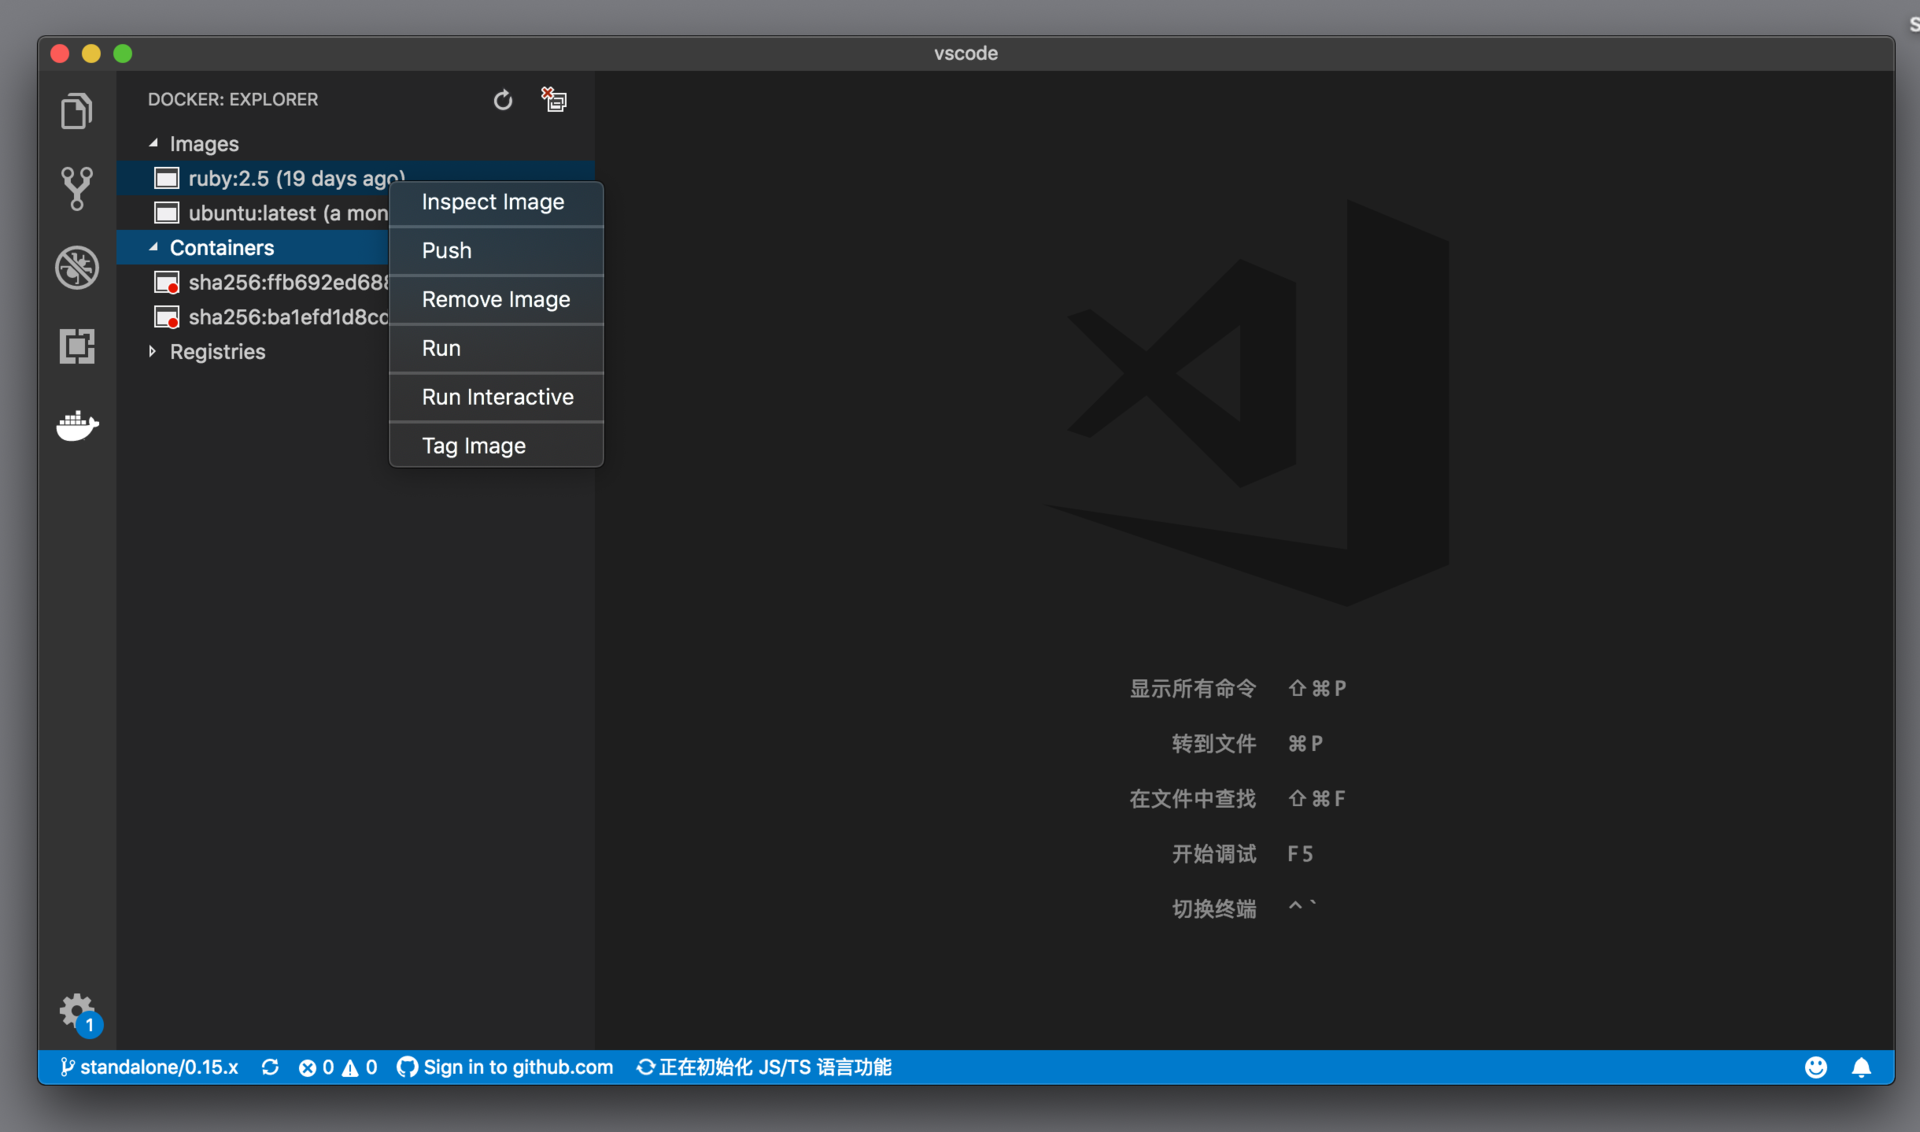 vscode
DOCKER: EXPLORER
Images
ruby:2.5 (19 days ago)
ubuntu:latest (a mon
Containers
sha256:ffb692ed688
sha256:ba1efd1d8cc
Registries
Inspect Image
Push
Remove Image
Run
Run Interactive
Tag Image
显示所有命令 ⇧⌘P
转到文件 ⌘P
在文件中查找 ⇧⌘F
开始调试 F5
切换终端 ^`
1
standalone/0.15.x 0 0 Sign in to github.com 正在初始化 JS/TS 语言功能